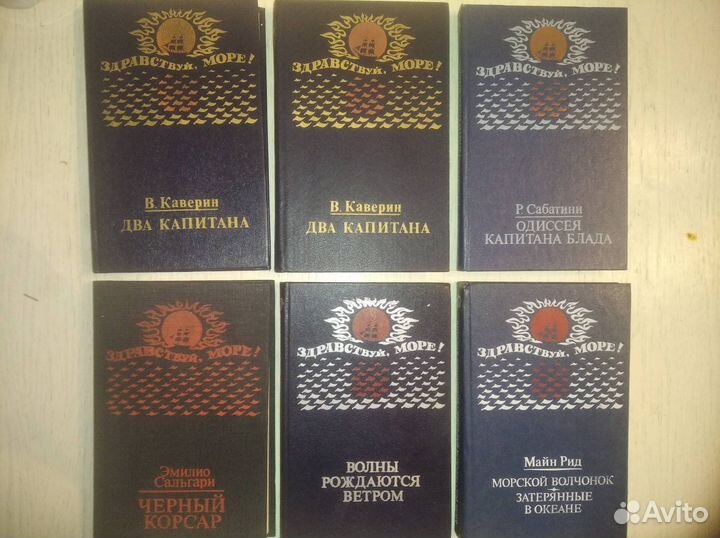 ЗДРАВСТВУЙ, МОРЕ!
В. Каверин
ДВА КАПИТАНА
ЗДРАВСТВУЙ, МОРЕ!
В. Каверин
ДВА КАПИТАНА
ЗДРАВСТВУЙ, МОРЕ!
Р. Сабатини
ОДИССЕЯ
КАПИТАНА БЛАДА
ЗДРАВСТВУЙ, МОРЕ!
Эмилио
Сальгари
ЧЕРНЫЙ
КОРСАР
ЗДРАВСТВУЙ, МОРЕ!
ВОЛНЫ
РОЖДАЮТСЯ
ВЕТРОМ
ЗДРАВСТВУЙ, МОРЕ!
Майн Рид
МОРСКОЙ ВОЛЧОНОК
ЗАТЕРЯННЫЕ
В ОКЕАНЕ
Avito